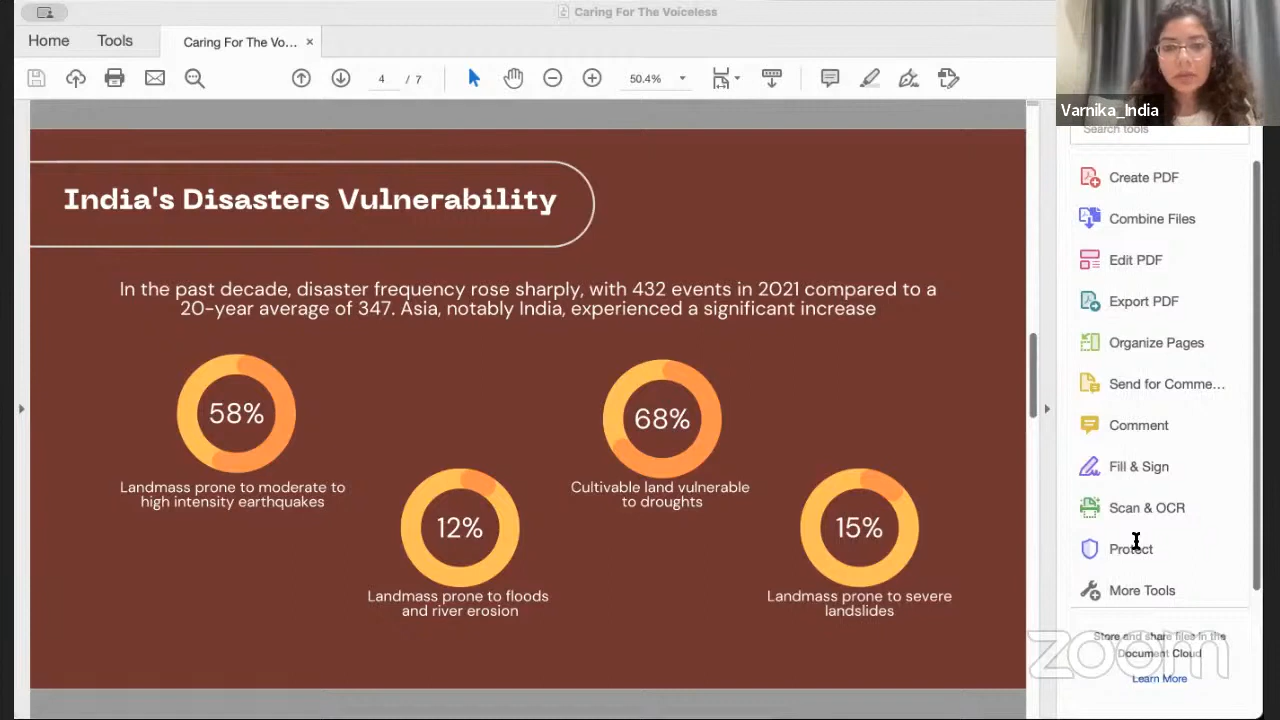 Caring For The Voiceless
Home
Tools
Caring For The Vo...
×
4 / 7
50.4%
Varnika_India
Search tools
India's Disasters Vulnerability
In the past decade, disaster frequency rose sharply, with 432 events in 2021 compared to a
20-year average of 347. Asia, notably India, experienced a significant increase
58%
Landmass prone to moderate to
high intensity earthquakes
12%
Landmass prone to floods
and river erosion
68%
Cultivable land vulnerable
to droughts
15%
Landmass prone to severe
landslides
Create PDF
Combine Files
Edit PDF
Export PDF
Organize Pages
Send for Comme...
Comment
Fill & Sign
Scan & OCR
Protect
More Tools
Store and share files in the
Document Cloud
Learn More
zoom